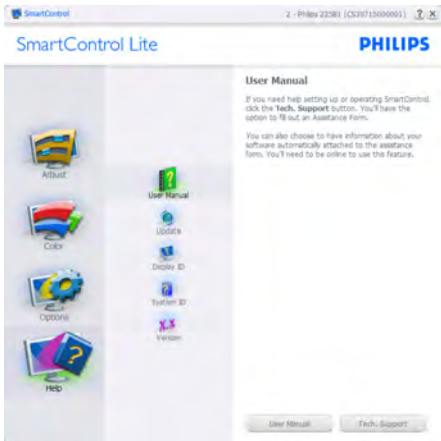 SmartControl
2 - Philips 225B1 (CS30715000001) ? X
SmartControl Lite
PHILIPS
Adjust
Color
Options
Help
User Manual
Update
Display ID
System ID
Version
User Manual
If you need help setting up or operating SmartControl,
click the Tech. Support button. You'll have the
option to fill out an Assistance Form.
You can also choose to have information about your
software automatically attached to the assistance
form. You'll need to be online to use this feature.
User Manual
Tech. Support